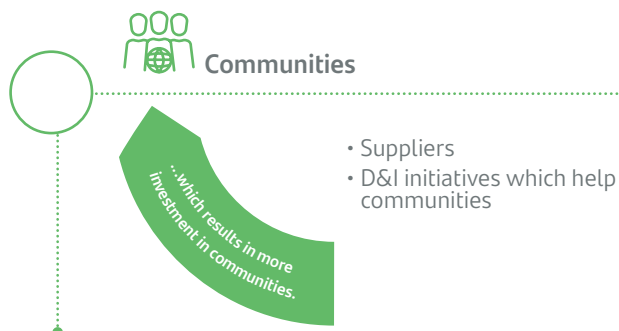 Communities
• Suppliers
• D&I initiatives which help
communities
...which results in more
investment in communities.